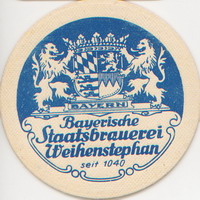 BAYERN
Bayerische
Staatsbrauerei
Weihenstephan
seit 1040